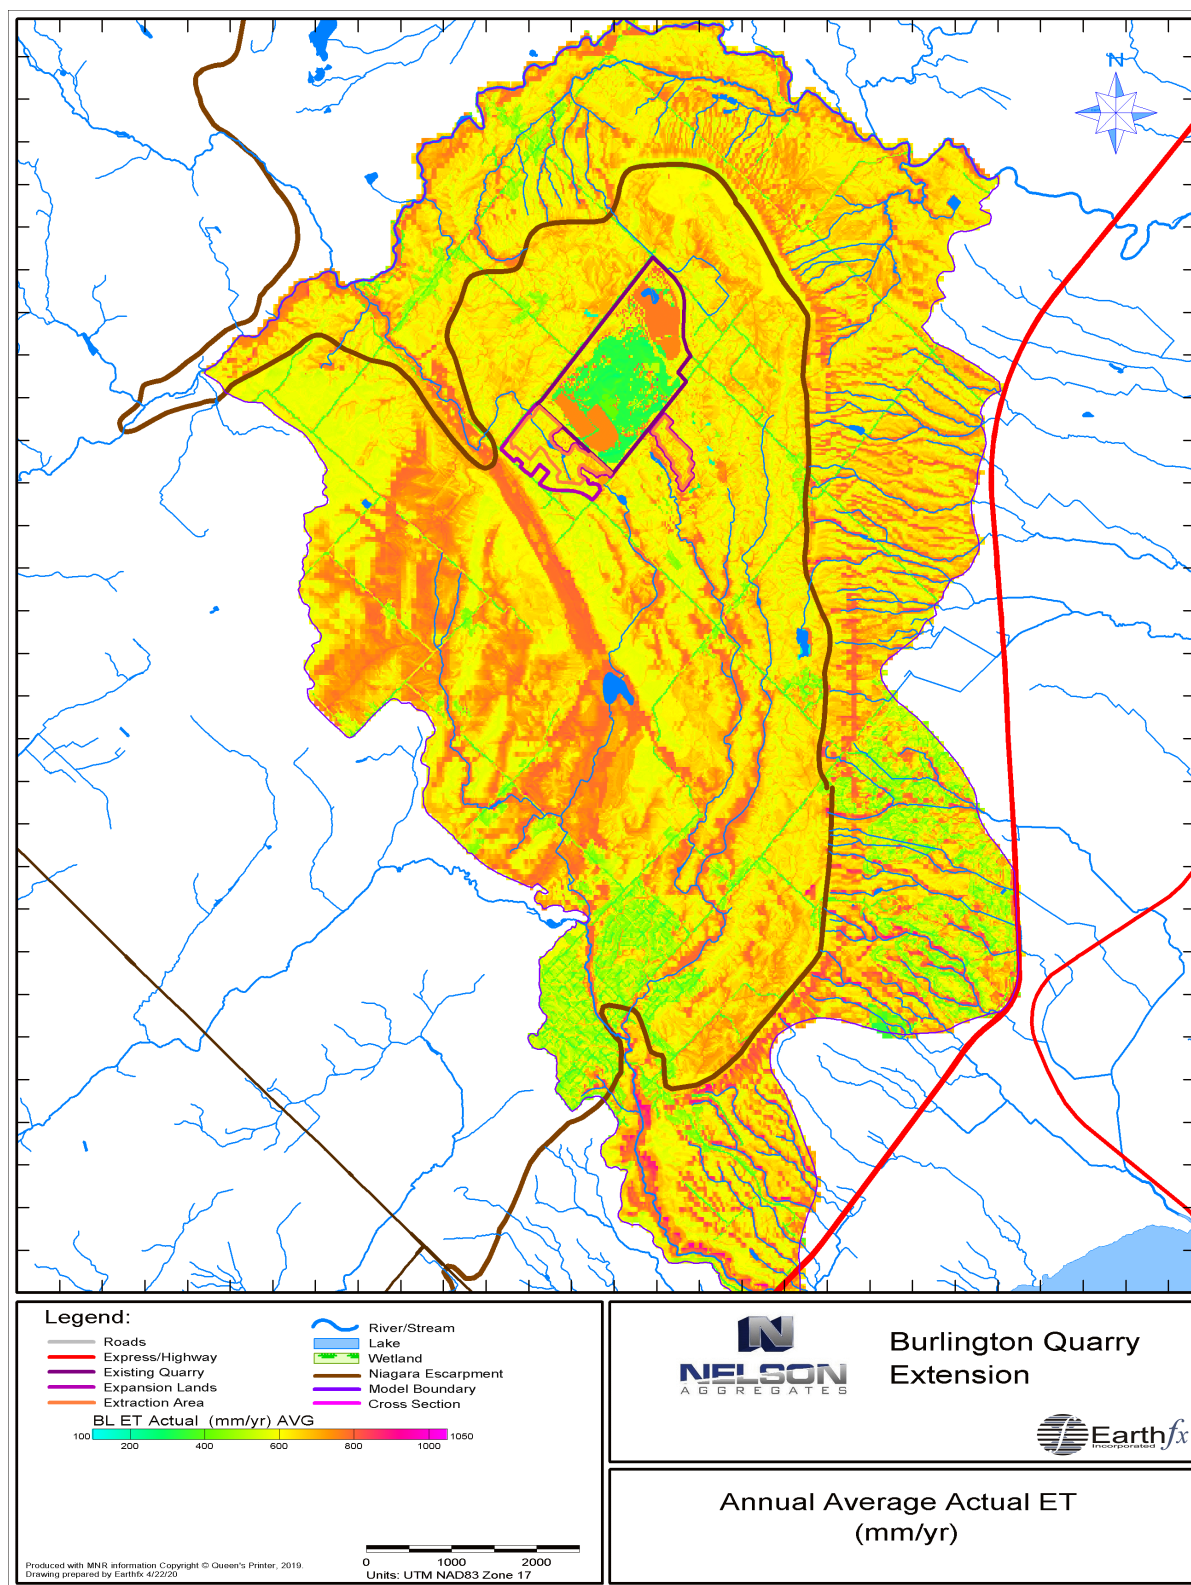 N
Legend:
Roads
Express/Highway
Existing Quarry
Expansion Lands
Extraction Area
River/Stream
Lake
Wetland
Niagara Escarpment
Model Boundary
Cross Section
BL ET Actual (mm/yr) AVG
100 1050
200 400 600 800 1000
0 1000 2000
Units: UTM NAD83 Zone 17
Produced with MNR information Copyright © Queen's Printer, 2019.
Drawing prepared by Earthfx 4/22/20
N
NELSON
AGGREGATES
Burlington Quarry
Extension
Earthfx
Incorporated
Annual Average Actual ET
(mm/yr)